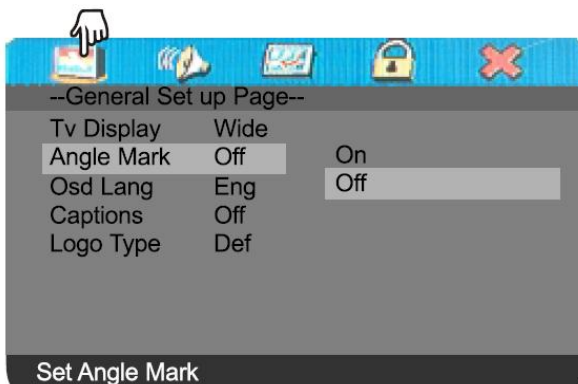 --General Set up Page--
Tv Display Wide
Angle Mark Off On
Osd Lang Eng Off
Captions Off
Logo Type Def
Set Angle Mark